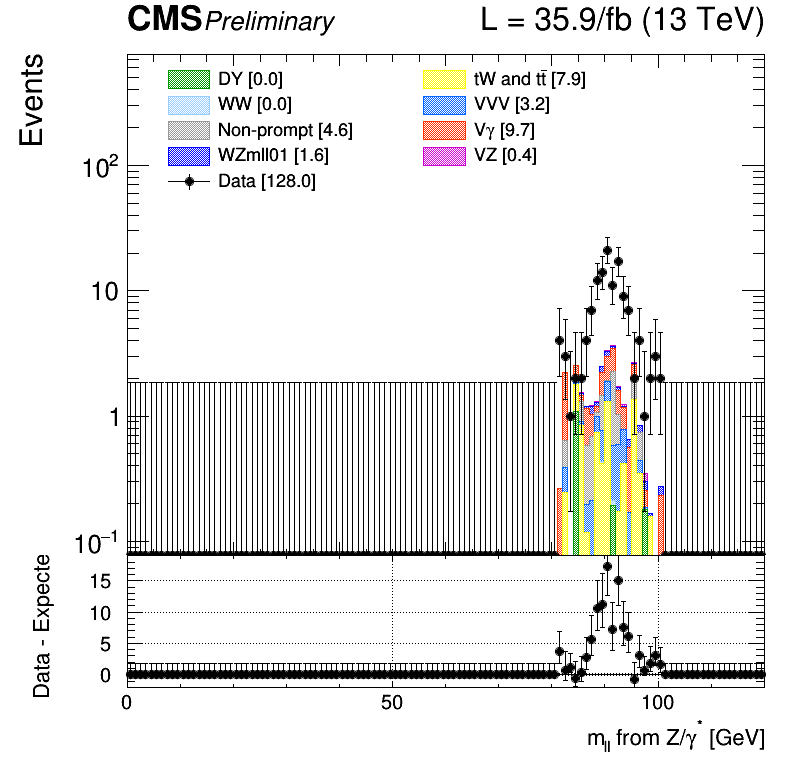 CMS Preliminary L = 35.9/fb (13 TeV)
Events
DY [0.0]
WW [0.0]
Non-prompt [4.6]
WZmll01 [1.6]
Data [128.0]
tW and tt̄ [7.9]
VVV [3.2]
Vγ [9.7]
VZ [0.4]
10²
10
1
10⁻¹
Data - Expecte
15
10
5
0
0 50 100
m_ll from Z/γ* [GeV]